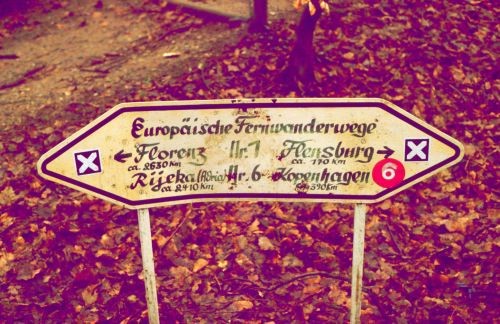 Europäische Fernwanderwege
← Florenz Nr. 1 Flensburg →
ca. 2630 Km ca. 190 Km
Rijeka (Adria) Nr. 6 Kopenhagen 6
ca. 2410 Km ca. 390 Km